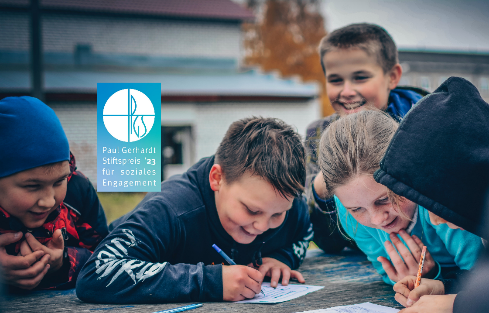 Paul Gerhardt
Stiftspreis '23
für soziales
Engagement